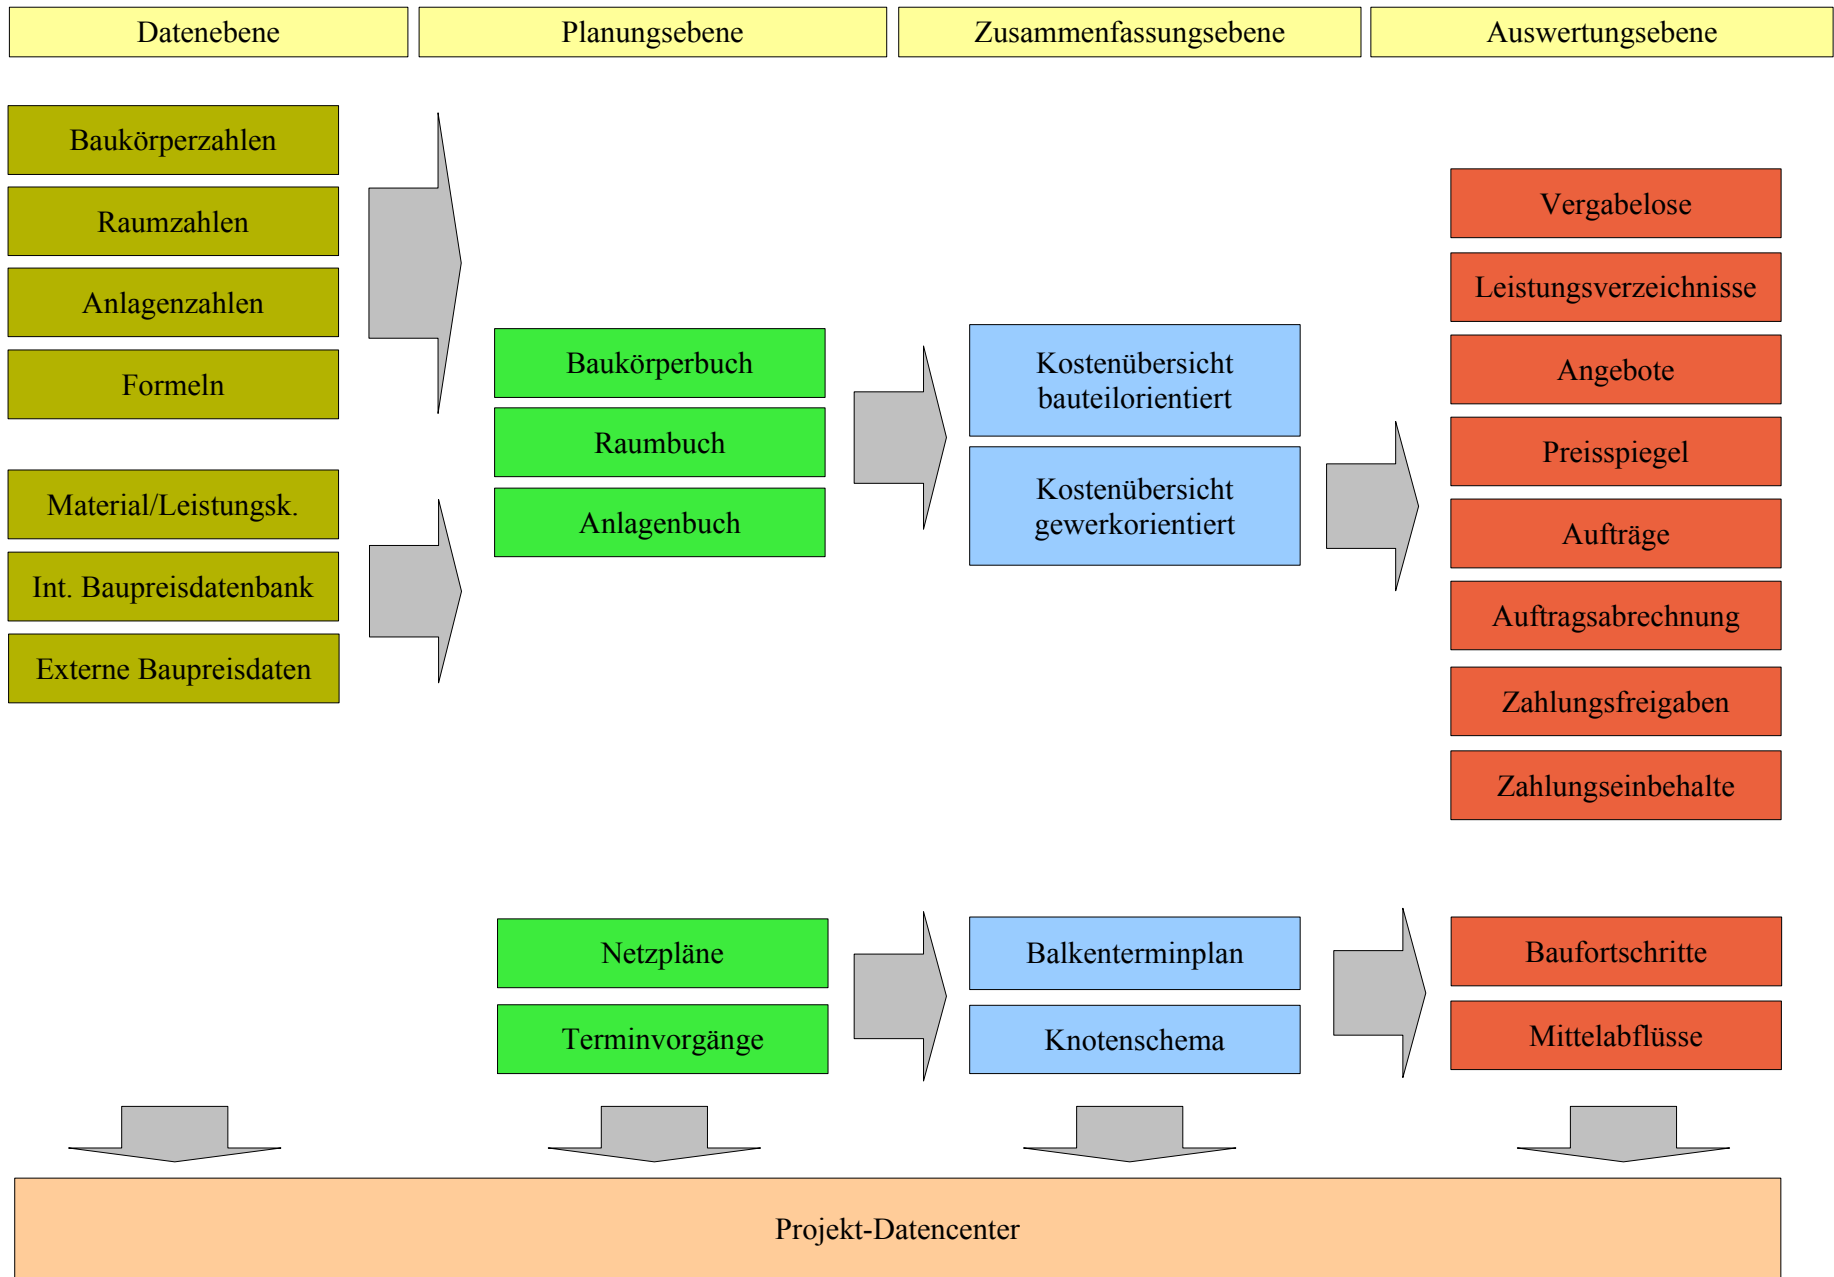 Datenebene
Planungsebene
Zusammenfassungsebene
Auswertungsebene
Baukörperzahlen
Raumzahlen
Anlagenzahlen
Formeln
Material/Leistungsk.
Int. Baupreisdatenbank
Externe Baupreisdaten
Baukörperbuch
Raumbuch
Anlagenbuch
Kostenübersicht
bauteilorientiert
Kostenübersicht
gewerkorientiert
Vergabelose
Leistungsverzeichnisse
Angebote
Preisspiegel
Aufträge
Auftragsabrechnung
Zahlungsfreigaben
Zahlungseinbehalte
Netzpläne
Terminvorgänge
Balkenterminplan
Knotenschema
Baufortschritte
Mittelabflüsse
Projekt-Datencenter